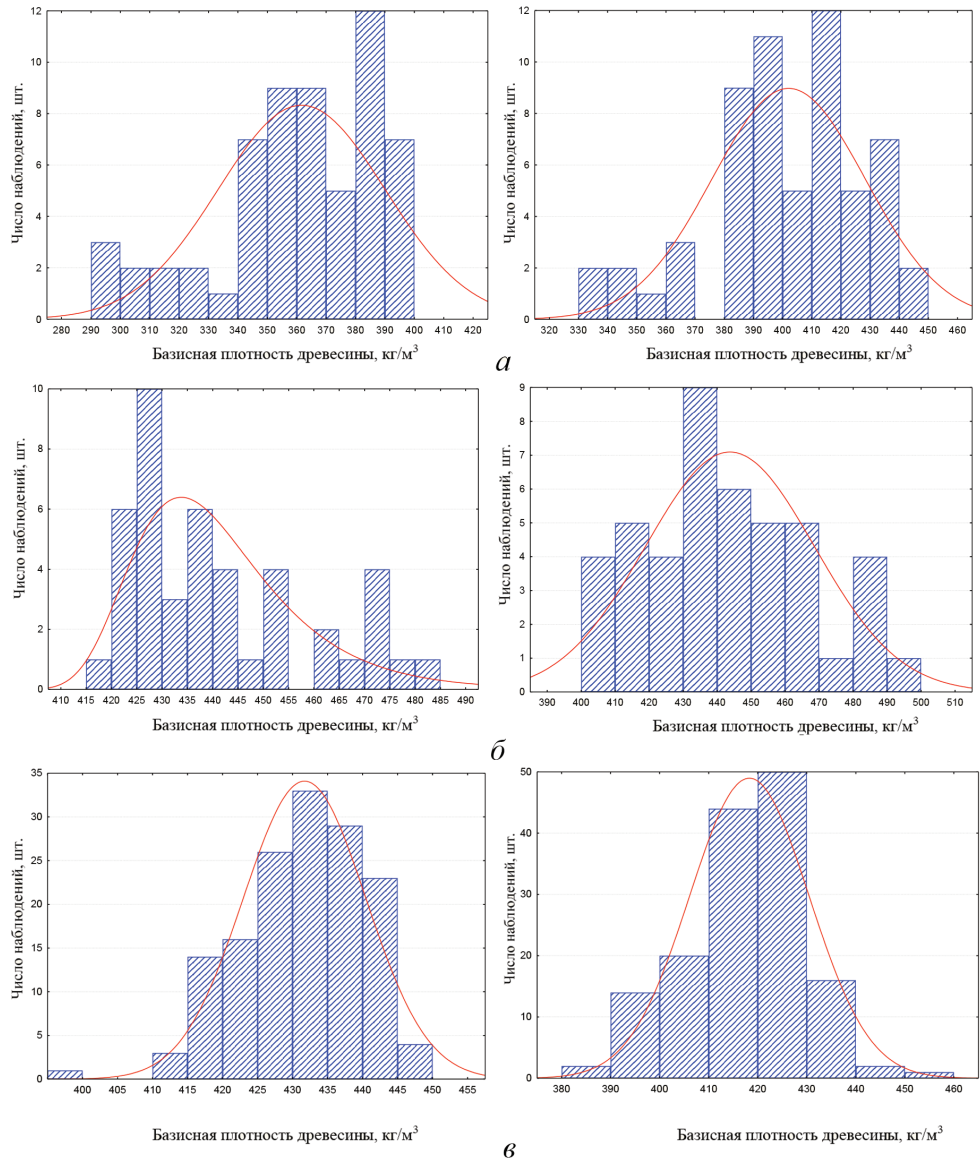 12
10
8
6
4
2
0
Число наблюдений, шт.
280 290 300 310 320 330 340 350 360 370 380 390 400 410 420
Базисная плотность древесины, кг/м³
12
10
8
6
4
2
0
Число наблюдений, шт.
320 330 340 350 360 370 380 390 400 410 420 430 440 450 460
Базисная плотность древесины, кг/м³
а
10
8
6
4
2
0
Число наблюдений, шт.
410 415 420 425 430 435 440 445 450 455 460 465 470 475 480 485 490
Базисная плотность древесины, кг/м³
9
8
7
6
5
4
3
2
1
0
Число наблюдений, шт.
400 410 420 430 440 450 460 470 480 490 500 510
Базисная плотность древесины, кг/м³
б
35
30
25
20
15
10
5
0
Число наблюдений, шт.
400 405 410 415 420 425 430 435 440 445 450 455
Базисная плотность древесины, кг/м³
50
40
30
20
10
0
Число наблюдений, шт.
380 390 400 410 420 430 440 450 460
Базисная плотность древесины, кг/м³
в